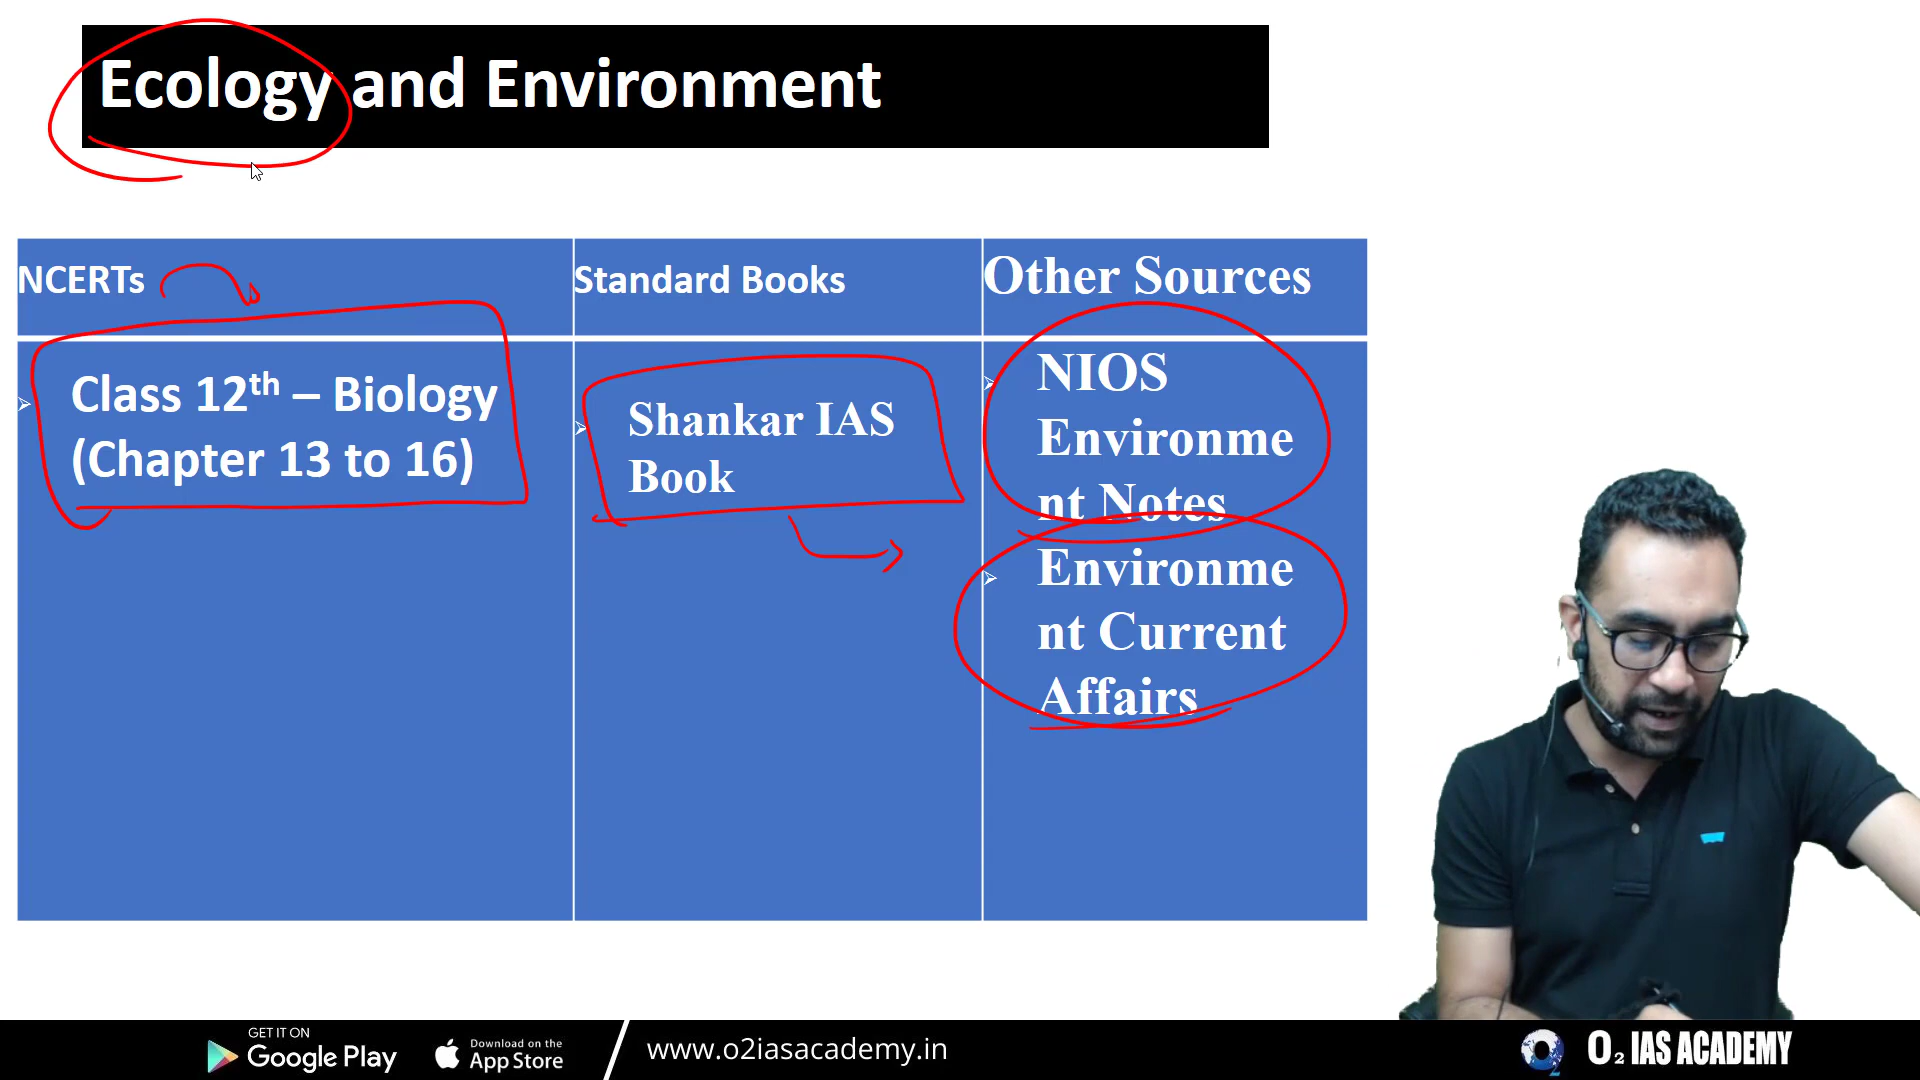 Ecology and Environment
NCERTs
Standard Books
Other Sources
Class 12th – Biology
(Chapter 13 to 16)
Shankar IAS
Book
NIOS
Environme
nt Notes
Environme
nt Current
Affairs
GET IT ON
Google Play
Download on the
App Store
www.o2iasacademy.in
O2 IAS ACADEMY